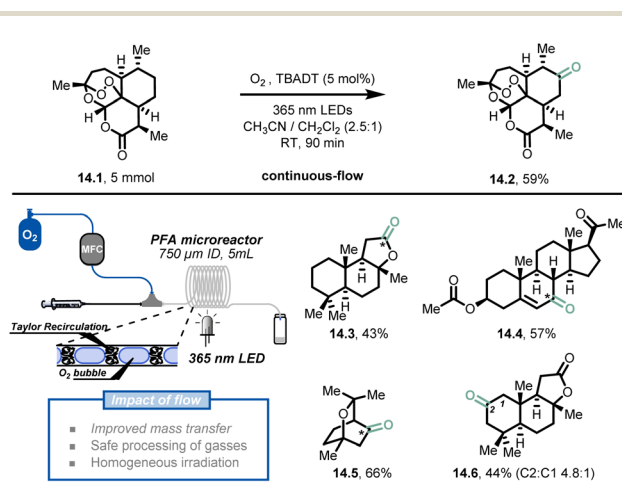 Me
H
Me
O
O
O
H
H
O
Me
O
14.1, 5 mmol
O2 , TBADT (5 mol%)
365 nm LEDs
CH3CN / CH2Cl2 (2.5:1)
RT, 90 min
continuous-flow
Me
H
O
Me
O
O
O
H
H
O
Me
O
14.2, 59%
O2
MFC
PFA microreactor
750 µm ID, 5mL
Taylor Recirculation
O2 bubble
365 nm LED
Impact of flow
Improved mass transfer
Safe processing of gasses
Homogeneous irradiation
O
*
Me
O
H
Me
H
Me
Me
14.3, 43%
O
Me
Me
Me
H
H
H
O
*
O
Me
O
14.4, 57%
Me
Me
O
*
O
Me
14.5, 66%
O
O
Me
O
2
1
H
Me
H
Me
Me
14.6, 44% (C2:C1 4.8:1)